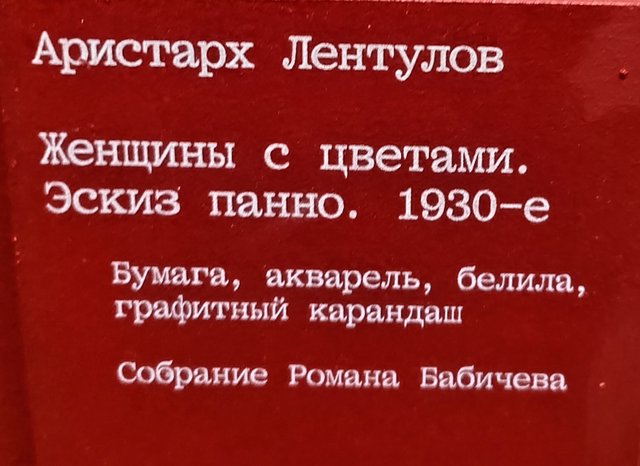 Аристарх Лентулов
Женщины с цветами.
Эскиз панно. 1930-е
Бумага, акварель, белила,
графитный карандаш
Собрание Романа Бабичева